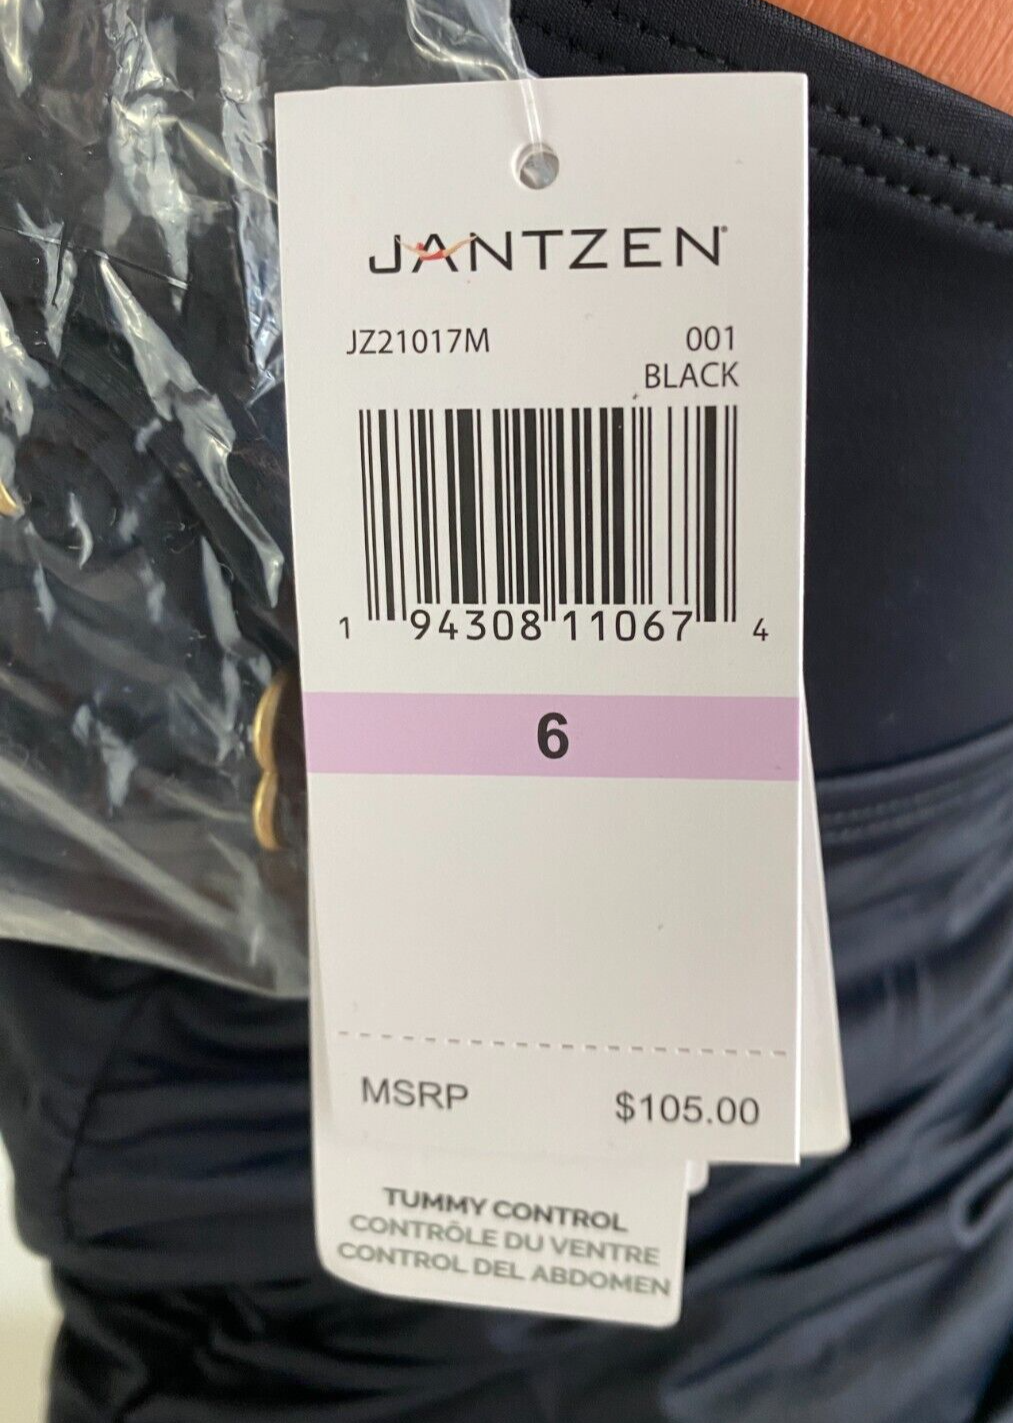 JANTZEN®
JZ21017M 001
BLACK
1 94308 11067 4
6
MSRP $105.00
TUMMY CONTROL
CONTRÔLE DU VENTRE
CONTROL DEL ABDOMEN